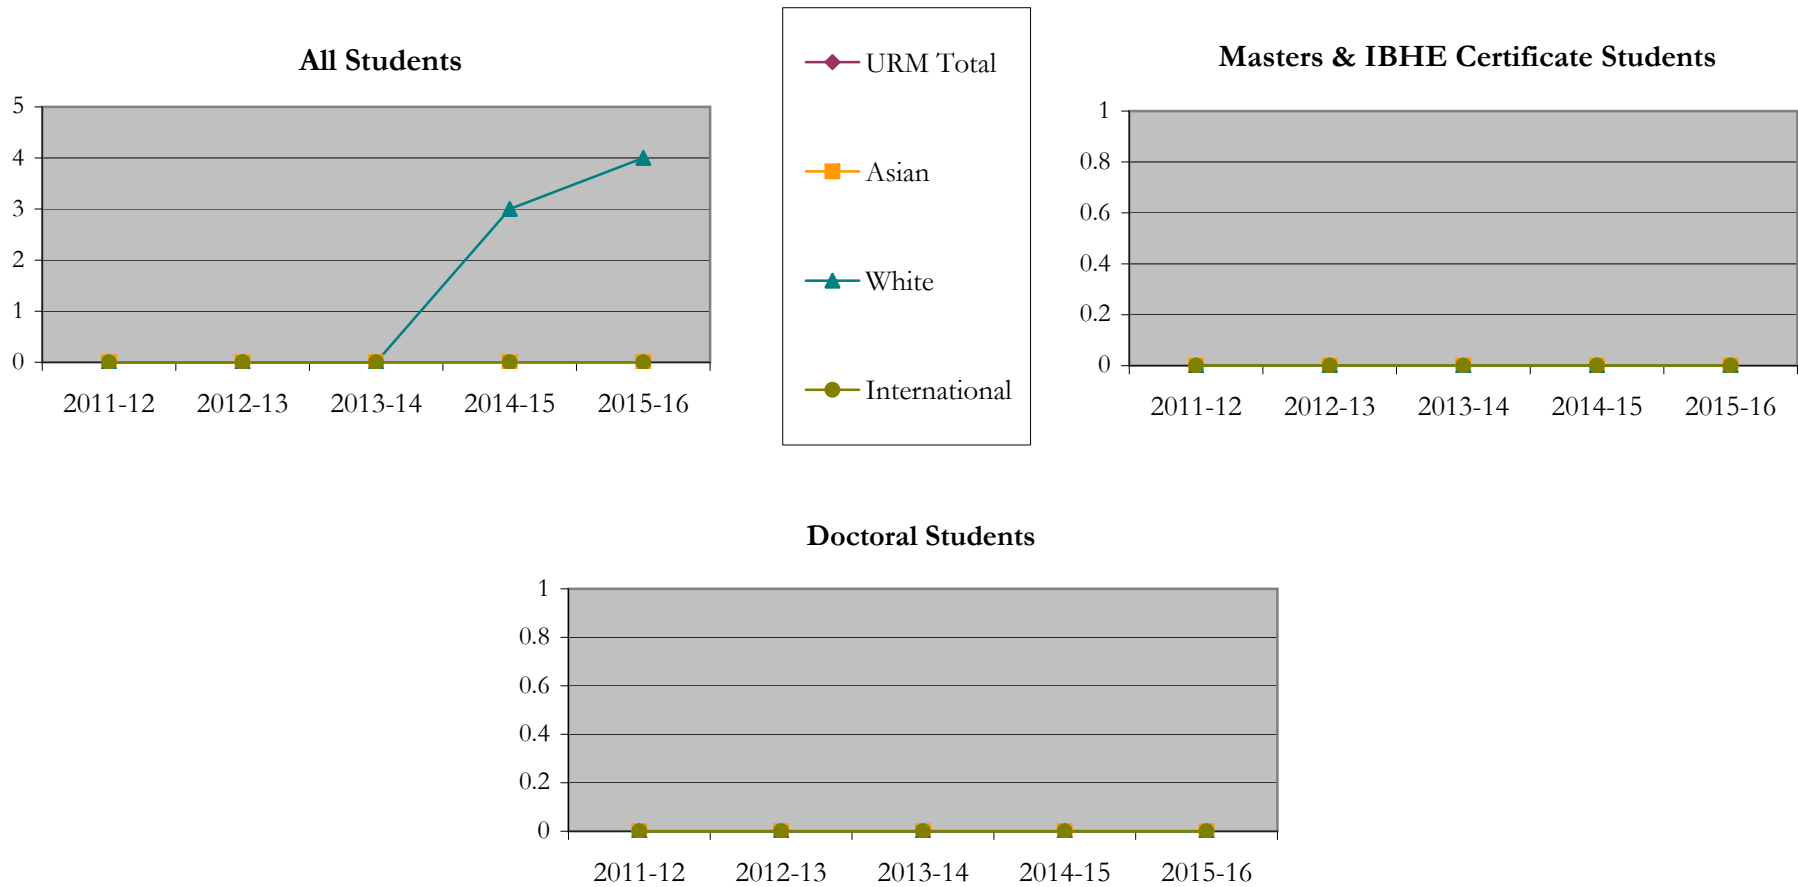 All Students
5
4
3
2
1
0
2011-12 2012-13 2013-14 2014-15 2015-16
URM Total
Asian
White
International
Masters & IBHE Certificate Students
1
0.8
0.6
0.4
0.2
0
2011-12 2012-13 2013-14 2014-15 2015-16
Doctoral Students
1
0.8
0.6
0.4
0.2
0
2011-12 2012-13 2013-14 2014-15 2015-16